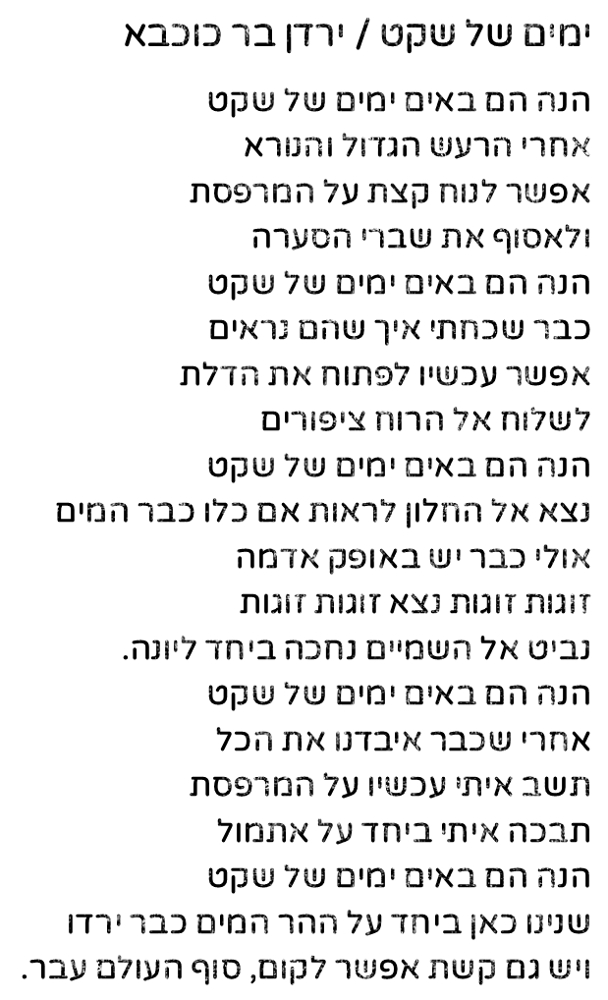 ימים של שקט / ירדן בר כוכבא
הנה הם באים ימים של שקט
אחרי הרעש הגדול והנורא
אפשר לנוח קצת על המרפסת
ולאסוף את שברי הסערה
הנה הם באים ימים של שקט
כבר שכחתי איך שהם נראים
אפשר עכשיו לפתוח את הדלת
לשלוח אל הרוח ציפורים
הנה הם באים ימים של שקט
נצא אל החלון לראות אם כלו כבר המים
אולי כבר יש באופק אדמה
זוגות זוגות נצא זוגות זוגות
נביט אל השמיים נחכה ביחד ליונה.
הנה הם באים ימים של שקט
אחרי שכבר איבדנו את הכל
תשב איתי עכשיו על המרפסת
תבכה איתי ביחד על אתמול
הנה הם באים ימים של שקט
שנינו כאן ביחד על ההר המים כבר ירדו
ויש גם קשת אפשר לקום, סוף העולם עבר.